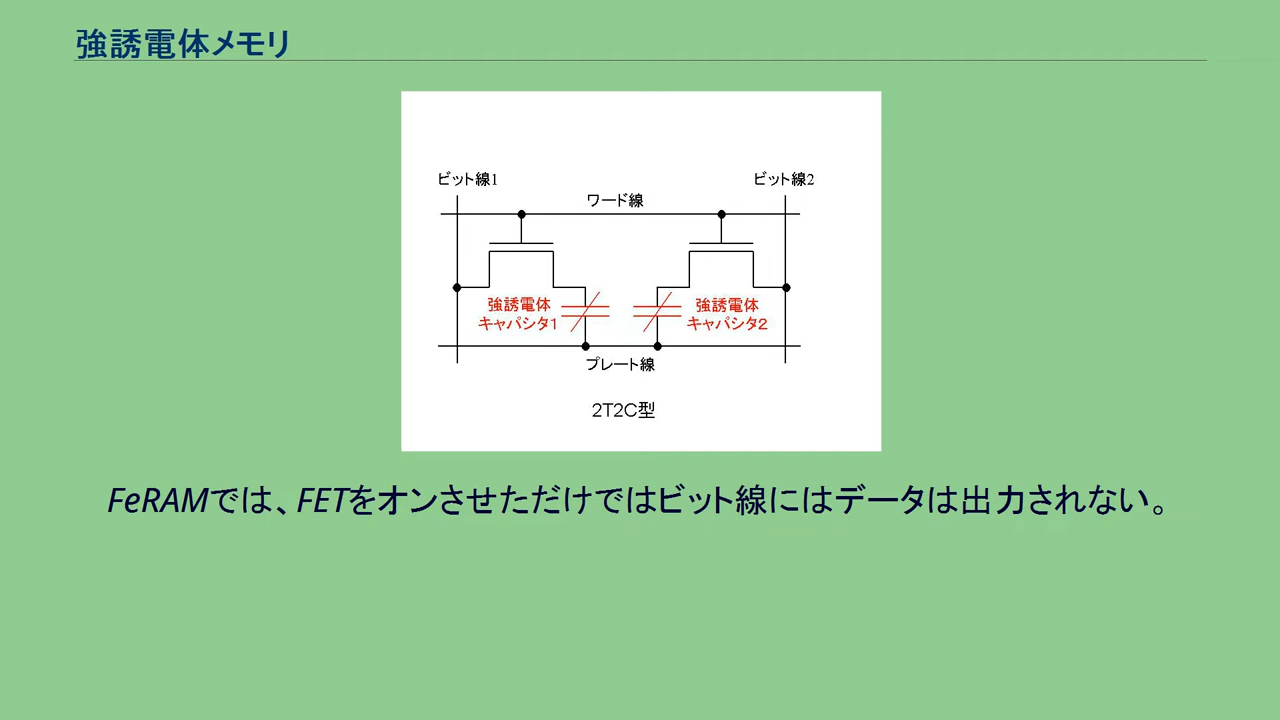 強誘電体メモリ
ビット線1
ビット線2
ワード線
強誘電体
キャパシタ1
強誘電体
キャパシタ2
プレート線
2T2C型
FeRAMでは、FETをオンさせただけではビット線にはデータは出力されない。